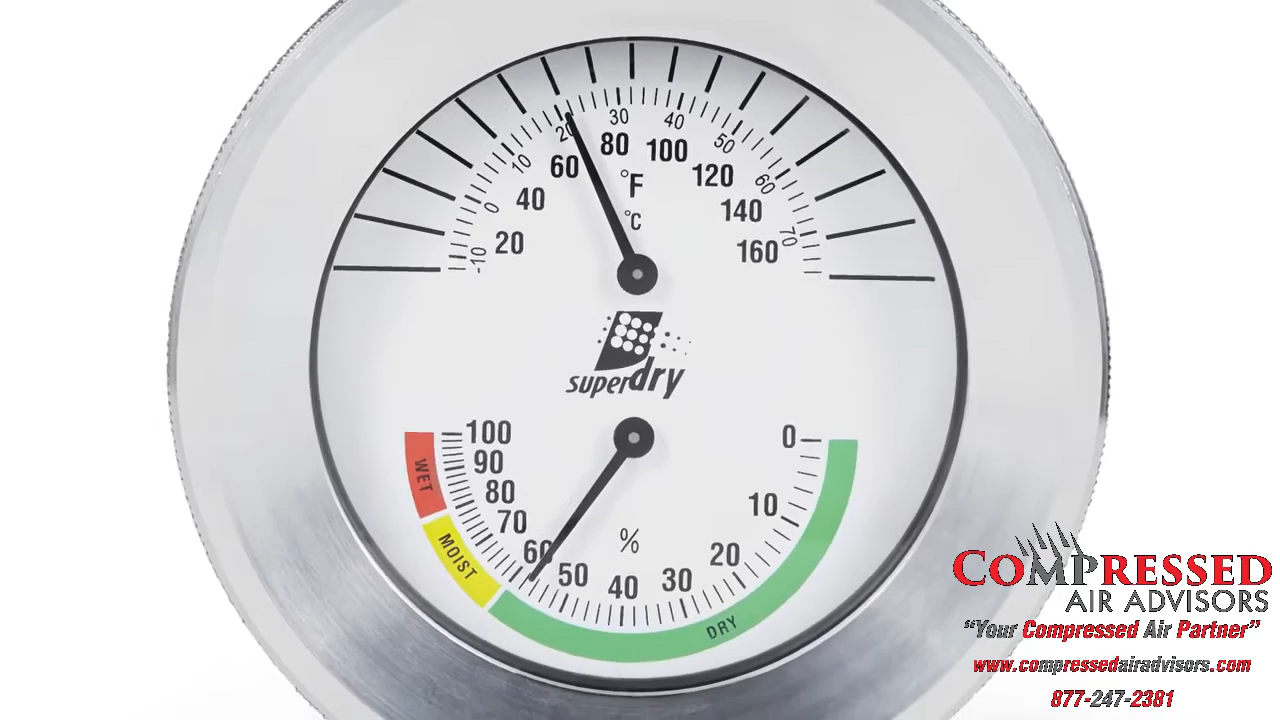 -10 0 10 20 30 40 50 60 70
20 40 60 80 100 120 140 160
°F
°C
superdry
100 90 80 70 60 50 40 30 20 10 0
%
WET
MOIST
DRY
COMPRESSED
AIR ADVISORS
“Your Compressed Air Partner”
www.compressedairadvisors.com
877-247-2381